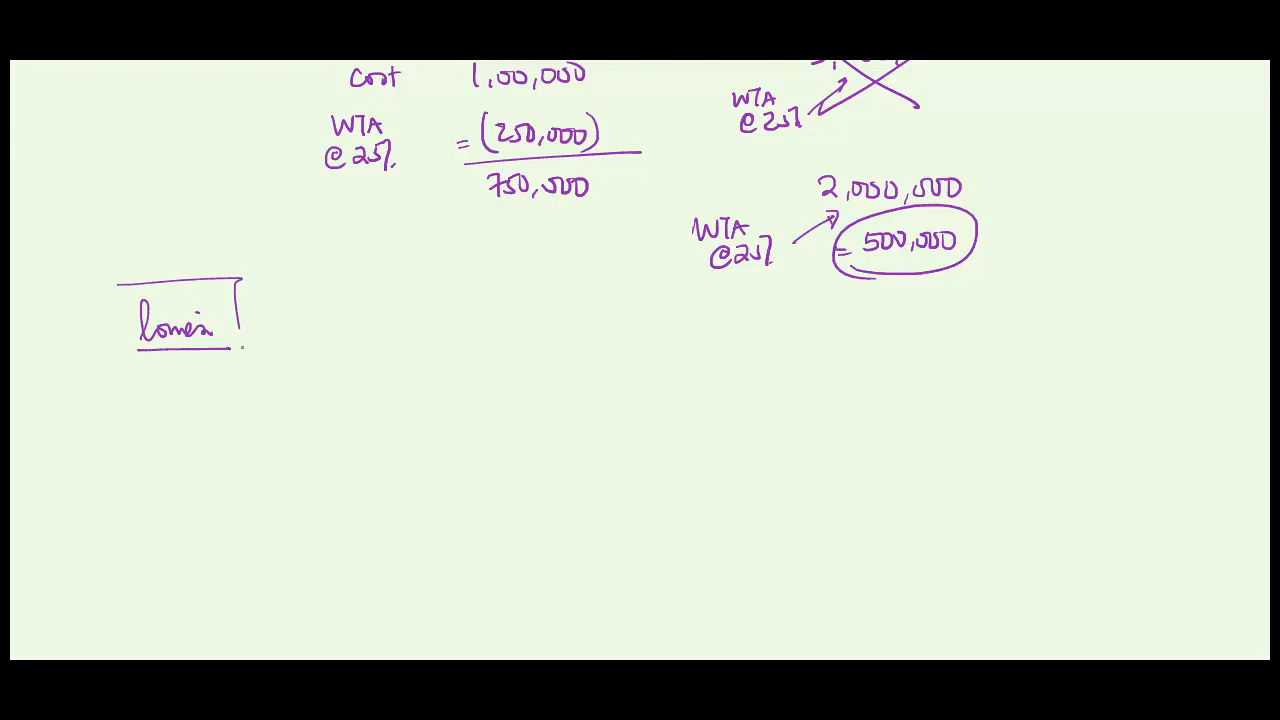 Cost 1,00,000
WTA
@ 25% = (250,000)
750,000
WTA
@ 25%
2,000,000
WTA
@ 25% = 500,000